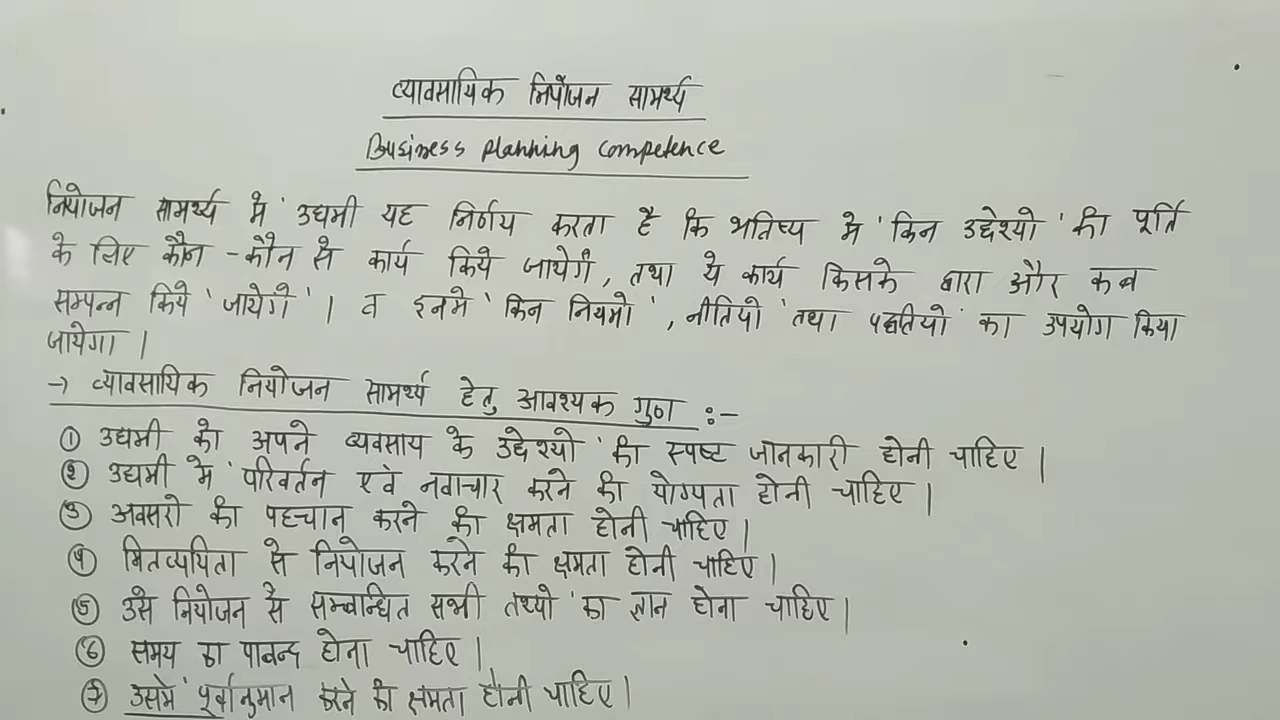 व्यावसायिक नियोजन सामर्थ्य
Business planning competence
नियोजन सामर्थ्य में उद्यमी यह निर्णय करता है कि भविष्य में किन उद्देश्यों की पूर्ति
के लिए कौन - कौन से कार्य किये जायेगें, तथा ये कार्य किसके द्वारा और कब
सम्पन्न किये जायेगें । व इनमें किन नियमों, नीतियों तथा पद्धतियों का उपयोग किया
जायेगा ।
→ व्यावसायिक नियोजन सामर्थ्य हेतु आवश्यक गुण :-
① उद्यमी को अपने व्यवसाय के उद्देश्यों की स्पष्ट जानकारी होनी चाहिए ।
② उद्यमी में परिवर्तन एवं नवाचार करने की योग्यता होनी चाहिए ।
③ अवसरों की पहचान करने की क्षमता होनी चाहिए ।
④ मितव्ययिता से नियोजन करने की क्षमता होनी चाहिए ।
⑤ उसे नियोजन से सम्बन्धित सभी तथ्यों का ज्ञान होना चाहिए ।
⑥ समय का पाबन्द होना चाहिए ।
⑦ उसमें पूर्वानुमान करने की क्षमता होनी चाहिए ।